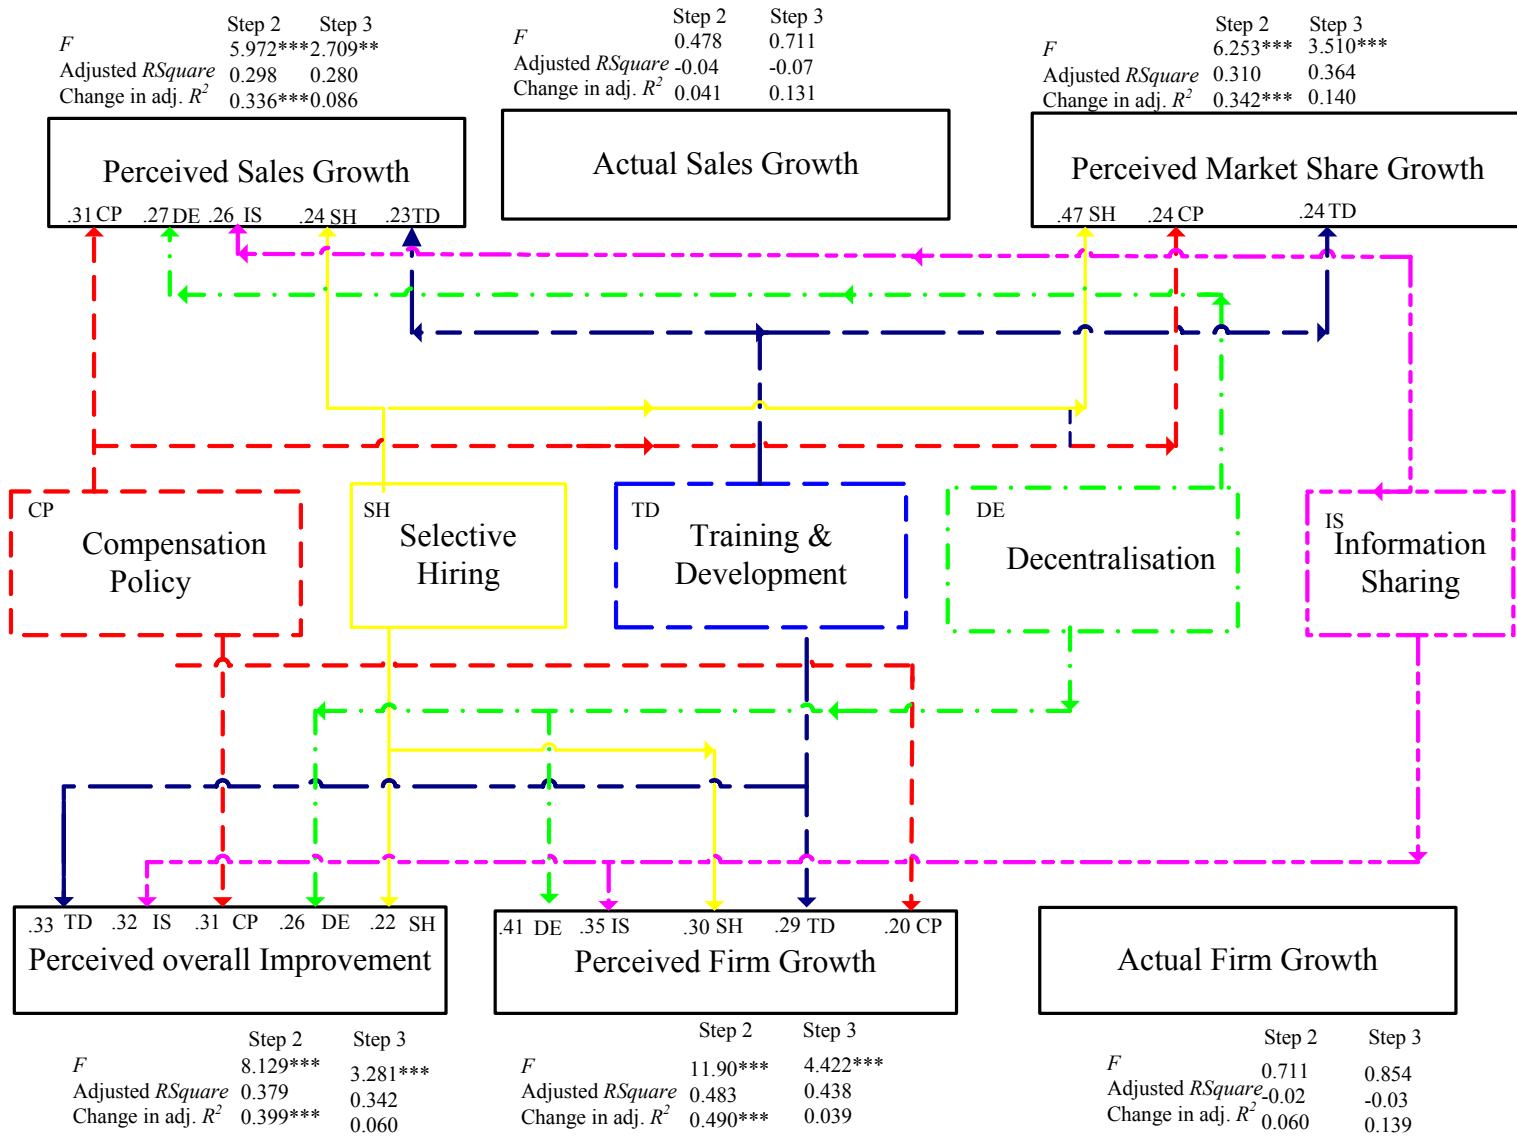 Step 2 Step 3
F 5.972*** 2.709**
Adjusted RSquare 0.298 0.280
Change in adj. R² 0.336*** 0.086
Step 2 Step 3
F 0.478 0.711
Adjusted RSquare -0.04 -0.07
Change in adj. R² 0.041 0.131
Step 2 Step 3
F 6.253*** 3.510***
Adjusted RSquare 0.310 0.364
Change in adj. R² 0.342*** 0.140
Perceived Sales Growth
.31 CP .27 DE .26 IS .24 SH .23 TD
Actual Sales Growth
Perceived Market Share Growth
.47 SH .24 CP .24 TD
CP
Compensation
Policy
SH
Selective
Hiring
TD
Training &
Development
DE
Decentralisation
IS
Information
Sharing
.33 TD .32 IS .31 CP .26 DE .22 SH
Perceived overall Improvement
.41 DE .35 IS .30 SH .29 TD .20 CP
Perceived Firm Growth
Actual Firm Growth
Step 2 Step 3
F 8.129*** 3.281***
Adjusted RSquare 0.379 0.342
Change in adj. R² 0.399*** 0.060
Step 2 Step 3
F 11.90*** 4.422***
Adjusted RSquare 0.483 0.438
Change in adj. R² 0.490*** 0.039
Step 2 Step 3
F 0.711 0.854
Adjusted RSquare -0.02 -0.03
Change in adj. R² 0.060 0.139